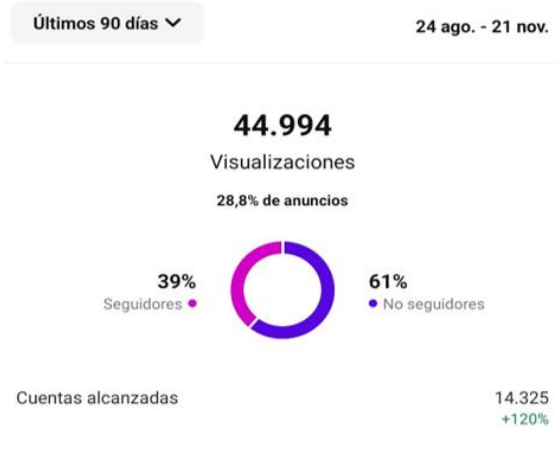 Últimos 90 días
24 ago. - 21 nov.
44.994
Visualizaciones
28,8% de anuncios
39%
Seguidores
61%
No seguidores
Cuentas alcanzadas
14.325
+120%